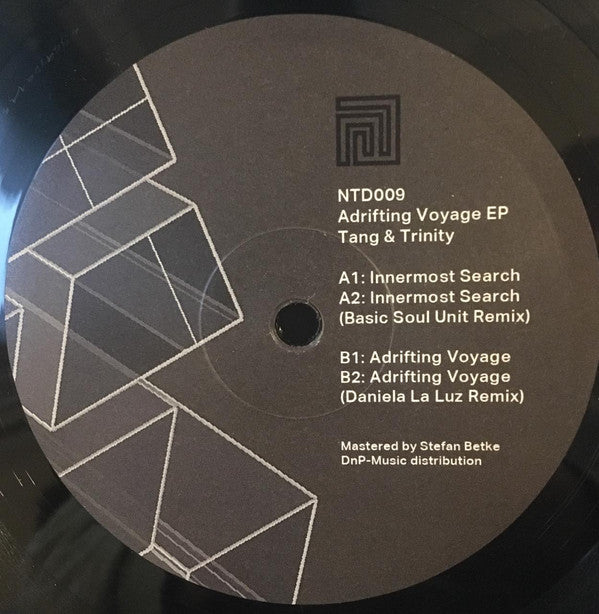 NTD009
Adrifting Voyage EP
Tang & Trinity
A1: Innermost Search
A2: Innermost Search
(Basic Soul Unit Remix)
B1: Adrifting Voyage
B2: Adrifting Voyage
(Daniela La Luz Remix)
Mastered by Stefan Betke
DnP-Music distribution